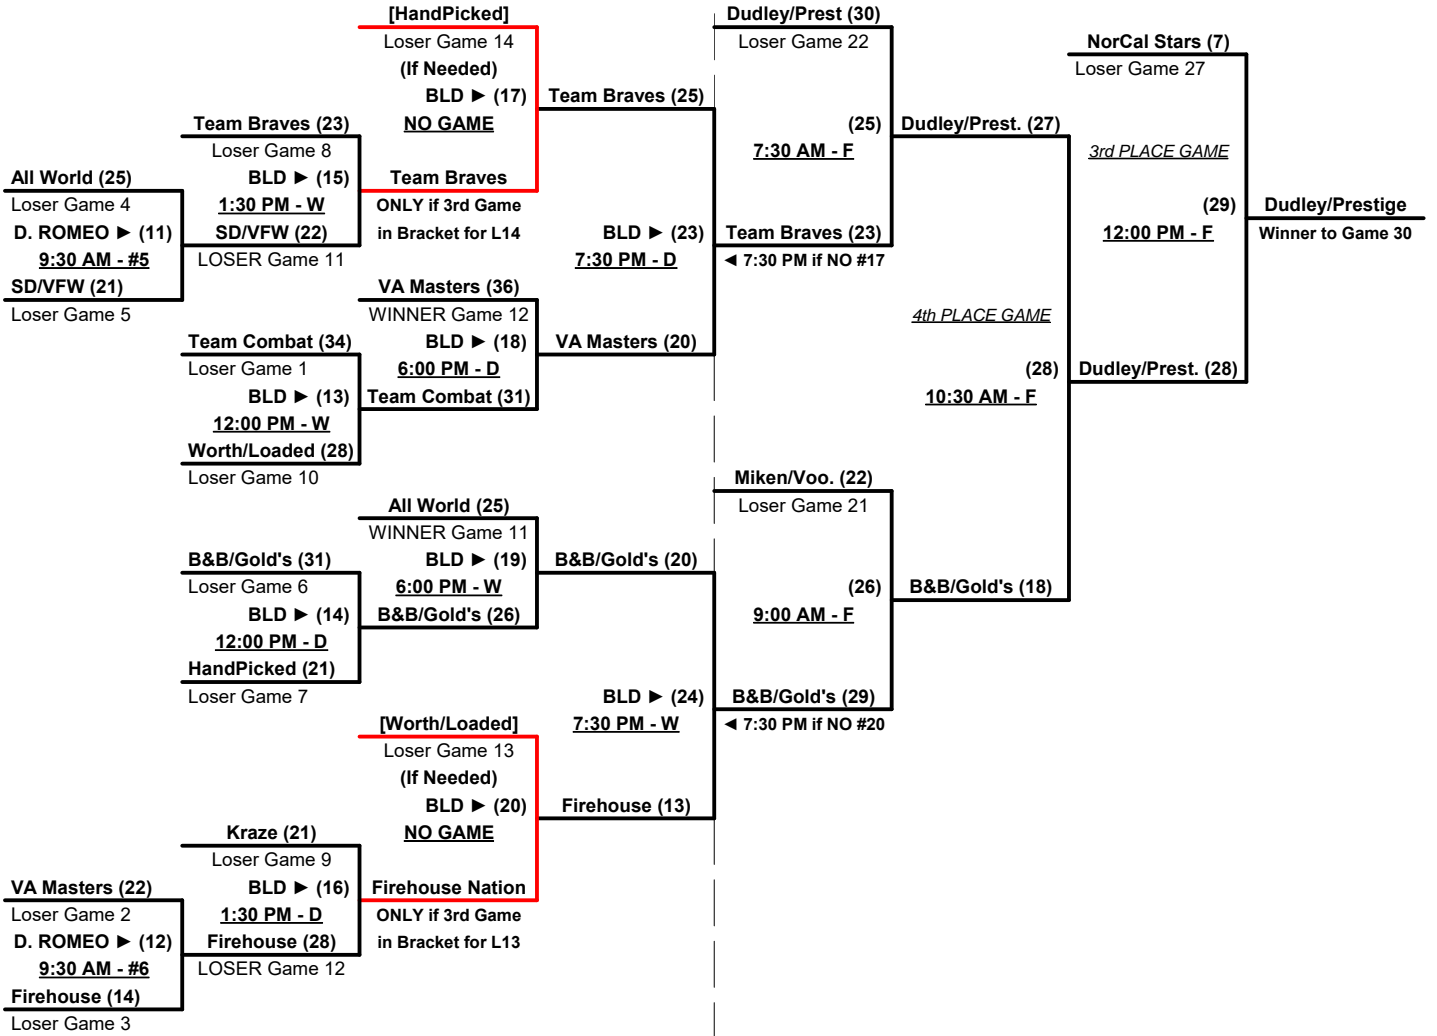 [HandPicked]
Loser Game 14
(If Needed)
BLD ► (17)
NO GAME
Team Braves (25)
Dudley/Prest (30)
Loser Game 22
NorCal Stars (7)
Loser Game 27
Team Braves (23)
Loser Game 8
BLD ► (15)
1:30 PM - W
SD/VFW (22)
LOSER Game 11
All World (25)
Loser Game 4
D. ROMEO ► (11)
9:30 AM - #5
SD/VFW (21)
Loser Game 5
Team Braves
ONLY if 3rd Game
in Bracket for L14
(25)
7:30 AM - F
Dudley/Prest. (27)
3rd PLACE GAME
(29)
12:00 PM - F
Dudley/Prestige
Winner to Game 30
BLD ► (23)
7:30 PM - D
Team Braves (23)
◄ 7:30 PM if NO #17
VA Masters (36)
WINNER Game 12
BLD ► (18)
6:00 PM - D
Team Combat (31)
VA Masters (20)
Team Combat (34)
Loser Game 1
BLD ► (13)
12:00 PM - W
Worth/Loaded (28)
Loser Game 10
4th PLACE GAME
(28)
10:30 AM - F
Dudley/Prest. (28)
Miken/Voo. (22)
Loser Game 21
All World (25)
WINNER Game 11
BLD ► (19)
6:00 PM - W
B&B/Gold's (26)
B&B/Gold's (20)
B&B/Gold's (31)
Loser Game 6
BLD ► (14)
12:00 PM - D
HandPicked (21)
Loser Game 7
(26)
9:00 AM - F
B&B/Gold's (18)
BLD ► (24)
7:30 PM - W
B&B/Gold's (29)
◄ 7:30 PM if NO #20
[Worth/Loaded]
Loser Game 13
(If Needed)
BLD ► (20)
NO GAME
Firehouse (13)
Kraze (21)
Loser Game 9
BLD ► (16)
1:30 PM - D
Firehouse (28)
LOSER Game 12
Firehouse Nation
ONLY if 3rd Game
in Bracket for L13
VA Masters (22)
Loser Game 2
D. ROMEO ► (12)
9:30 AM - #6
Firehouse (14)
Loser Game 3